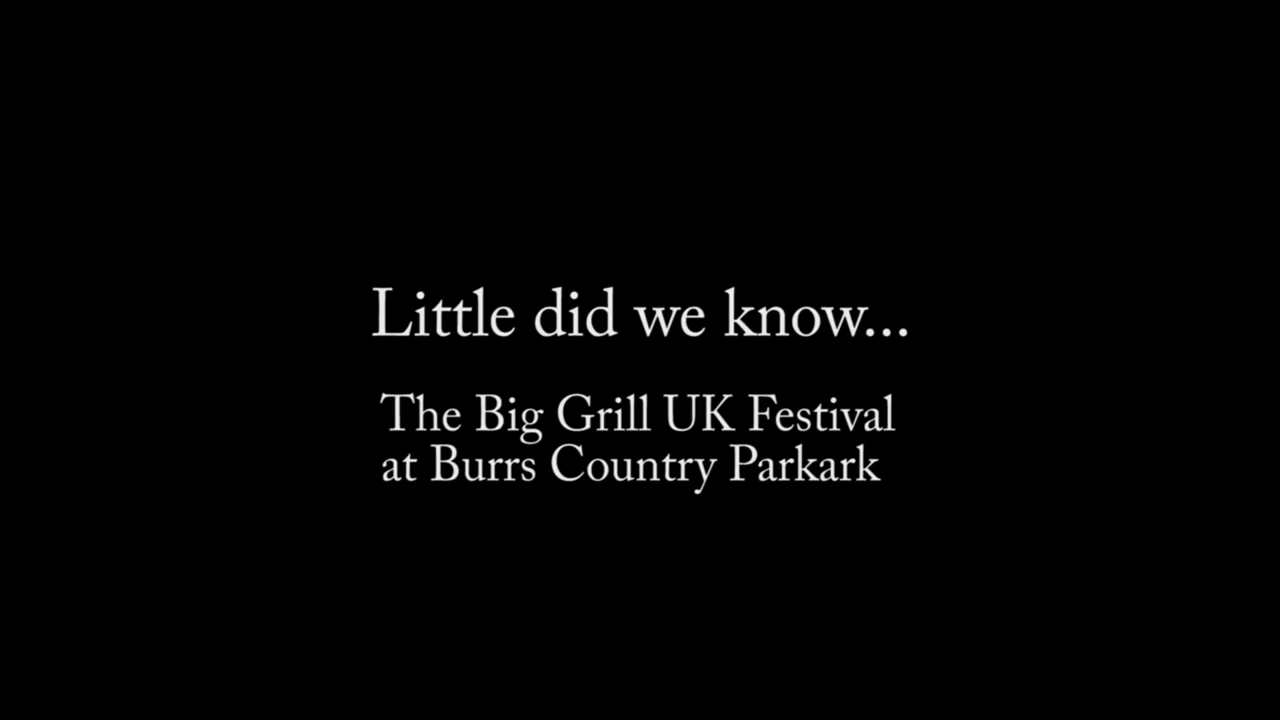 Little did we know...
The Big Grill UK Festival
at Burrs Country Parkark